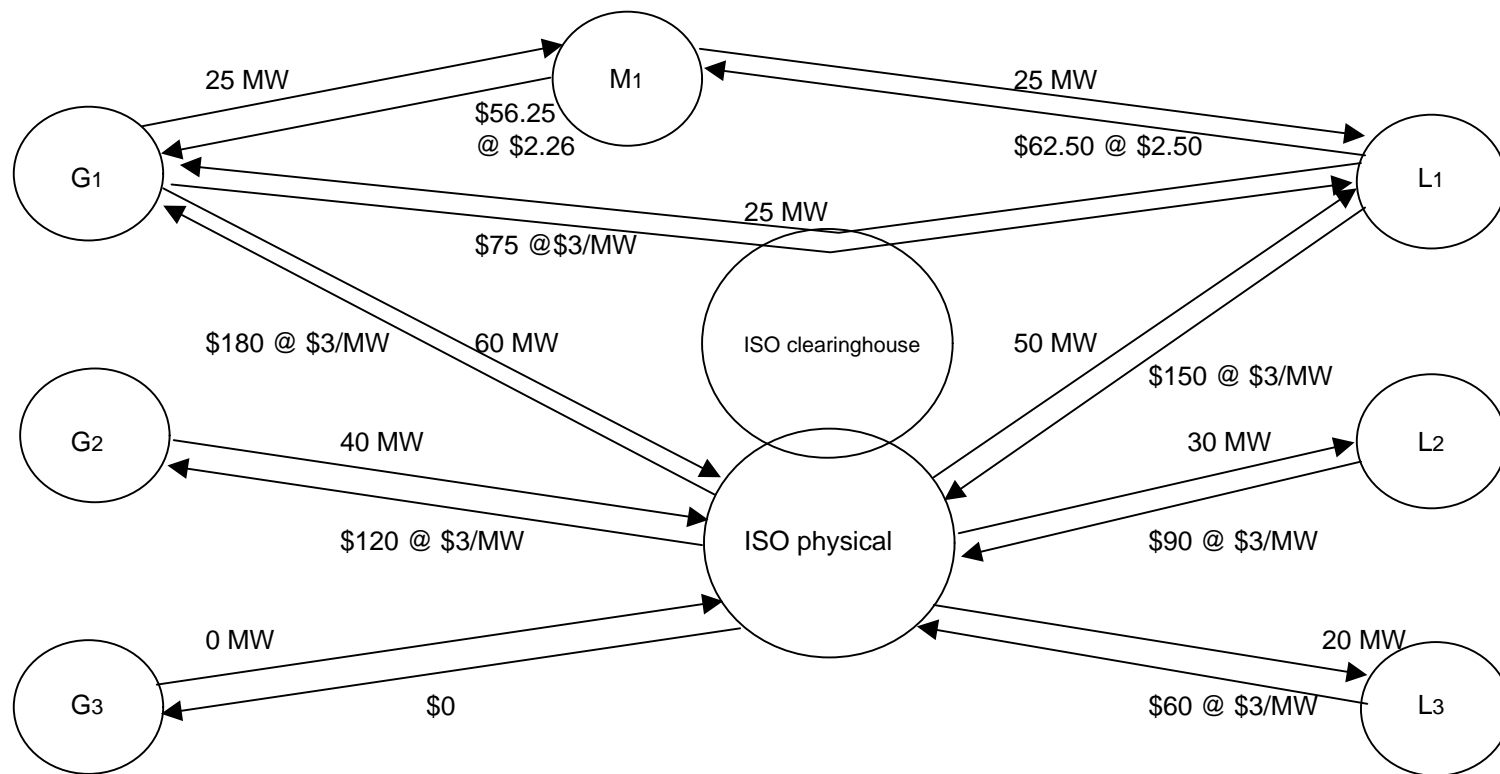 M1
25 MW
25 MW
$56.25
@ $2.26
$62.50 @ $2.50
G1
L1
25 MW
$75 @$3/MW
$180 @ $3/MW
60 MW
ISO clearinghouse
50 MW
$150 @ $3/MW
G2
40 MW
30 MW
L2
$120 @ $3/MW
ISO physical
$90 @ $3/MW
0 MW
20 MW
G3
$0
$60 @ $3/MW
L3